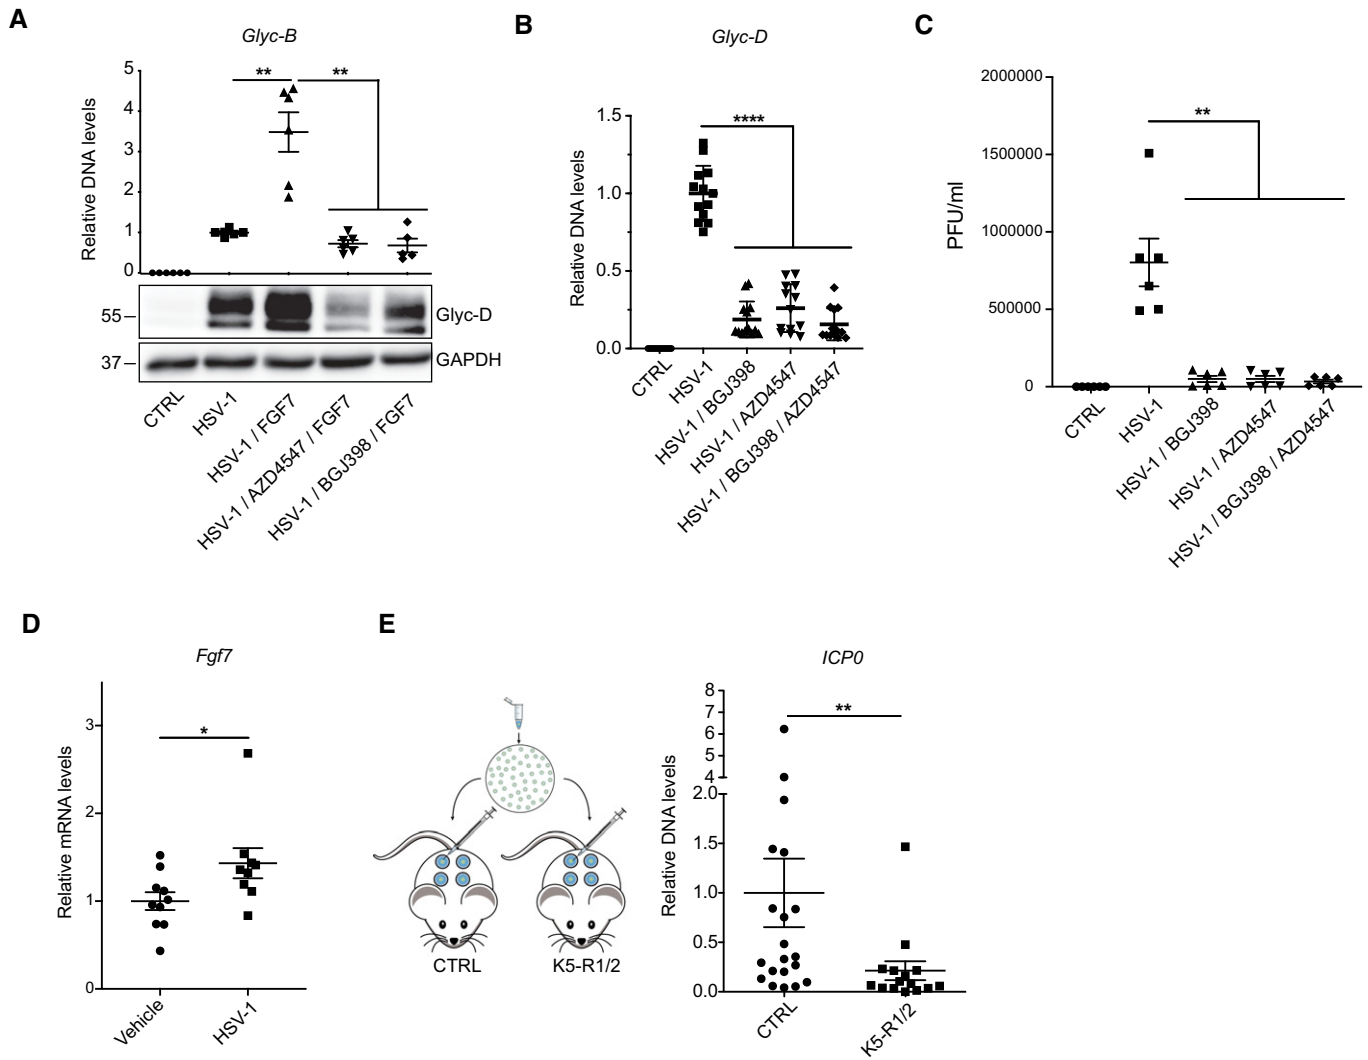 A
Glyc-B
Relative DNA levels
5
4
3
2
1
0
**
**
55
Glyc-D
37
GAPDH
CTRL
HSV-1
HSV-1 / FGF7
HSV-1 / AZD4547 / FGF7
HSV-1 / BGJ398 / FGF7
B
Glyc-D
Relative DNA levels
1.5
1.0
0.5
0.0
****
CTRL
HSV-1
HSV-1 / BGJ398
HSV-1 / AZD4547
HSV-1 / BGJ398 / AZD4547
C
PFU/ml
2000000
1500000
1000000
500000
0
**
CTRL
HSV-1
HSV-1 / BGJ398
HSV-1 / AZD4547
HSV-1 / BGJ398 / AZD4547
D
Fgf7
Relative mRNA levels
3
2
1
0
*
Vehicle
HSV-1
E
CTRL
K5-R1/2
ICP0
Relative DNA levels
8
7
6
5
4
2.0
1.5
1.0
0.5
0.0
**
CTRL
K5-R1/2